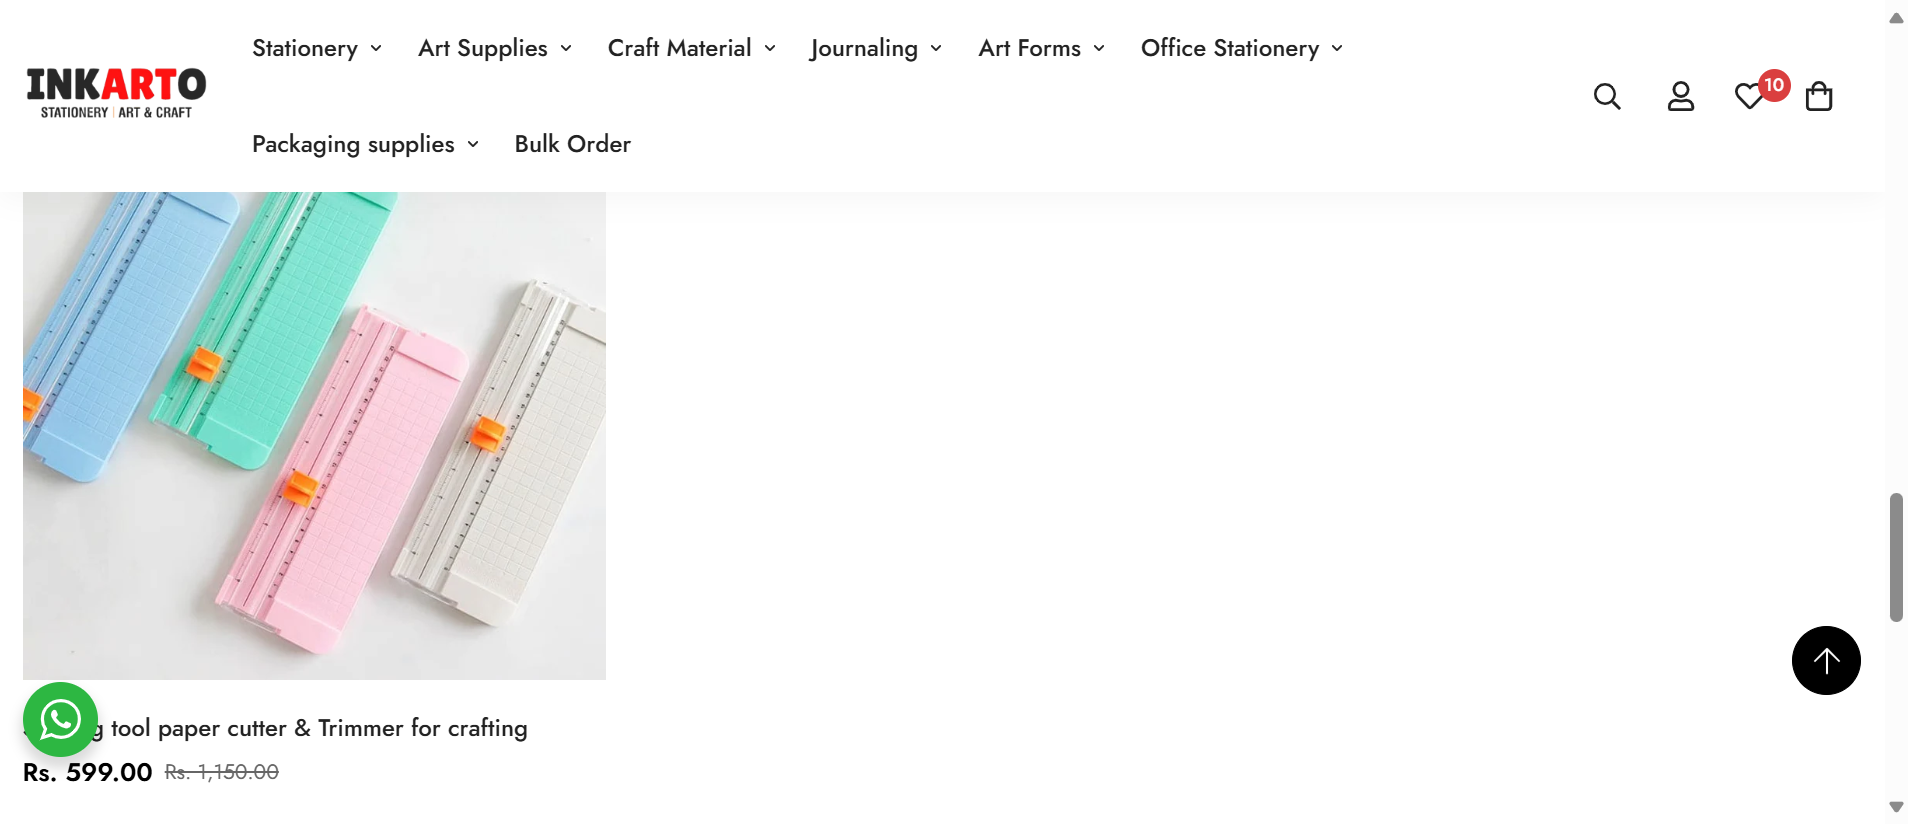 Stationery
Art Supplies
Craft Material
Journaling
Art Forms
Office Stationery
INKARTO
STATIONERY | ART & CRAFT
10
Packaging supplies
Bulk Order
tool paper cutter & Trimmer for crafting
Rs. 599.00 Rs. 1,150.00